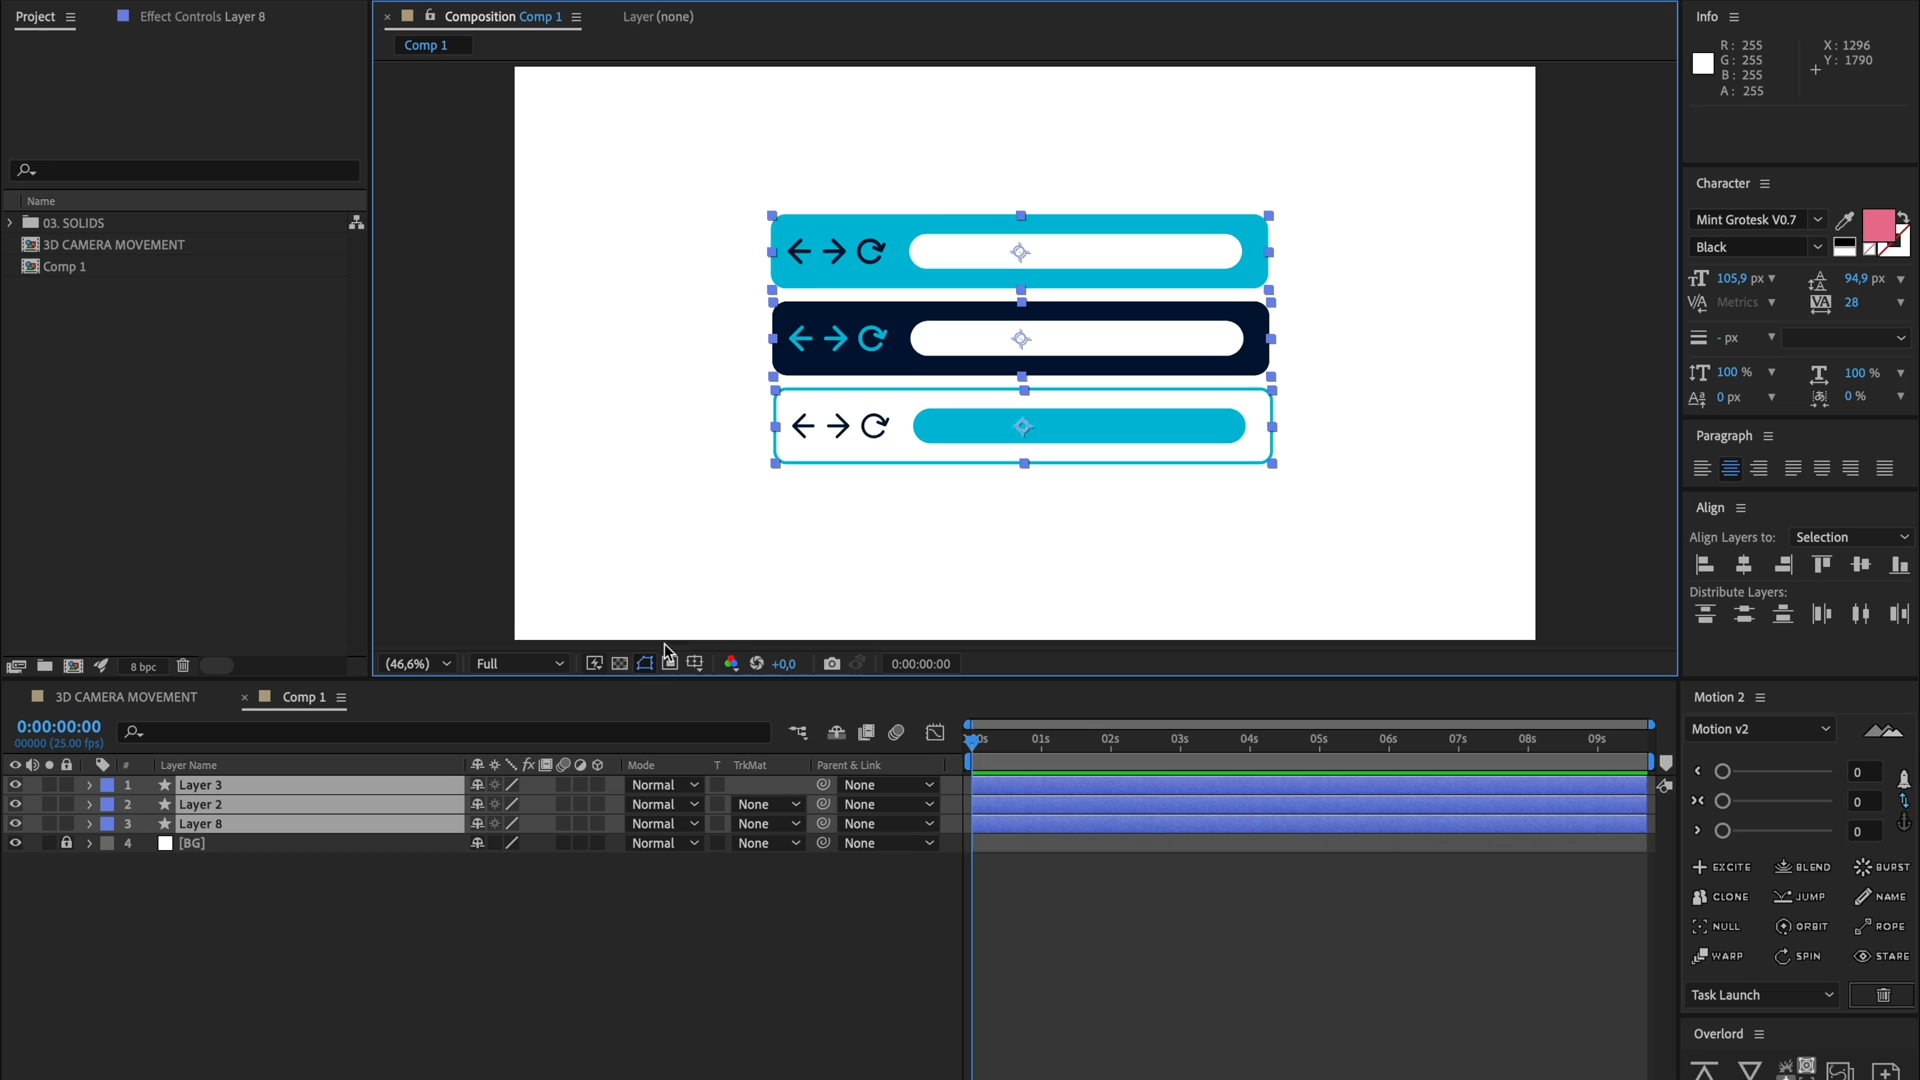 Project
Effect Controls Layer 8
Composition Comp 1
Layer (none)
Info
Comp 1
R: 255
G: 255
B: 255
A: 255
X: 1296
Y: 1790
Name
03. SOLIDS
3D CAMERA MOVEMENT
Comp 1
Character
Mint Grotesk V0.7
Black
105,9 px
94,9 px
Metrics
28
- px
100 %
100 %
0 px
0 %
Paragraph
Align
Align Layers to:
Selection
Distribute Layers:
8 bpc
(46,6%)
Full
+0,0
0:00:00:00
3D CAMERA MOVEMENT
Comp 1
0:00:00:00
00000 (25.00 fps)
01s
02s
03s
04s
05s
06s
07s
08s
09s
#
Layer Name
Mode
T
TrkMat
Parent & Link
1
Layer 3
Normal
None
2
Layer 2
Normal
None
None
3
Layer 8
Normal
None
None
4
[BG]
Normal
None
None
Motion 2
Motion v2
0
0
0
EXCITE
BLEND
BURST
CLONE
JUMP
NAME
NULL
ORBIT
ROPE
WARP
SPIN
STARE
Task Launch
Overlord